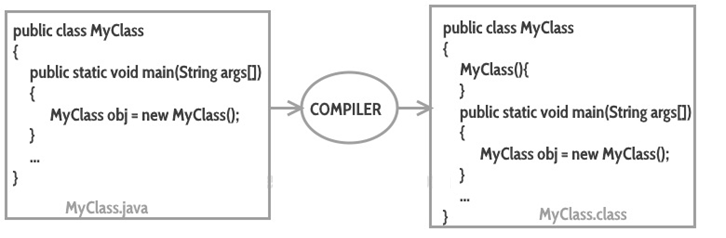 public class MyClass
{
public static void main(String args[])
{
MyClass obj = new MyClass();
}
...
}
MyClass.java
COMPILER
public class MyClass
{
MyClass(){
}
public static void main(String args[])
{
MyClass obj = new MyClass();
}
...
}
MyClass.class